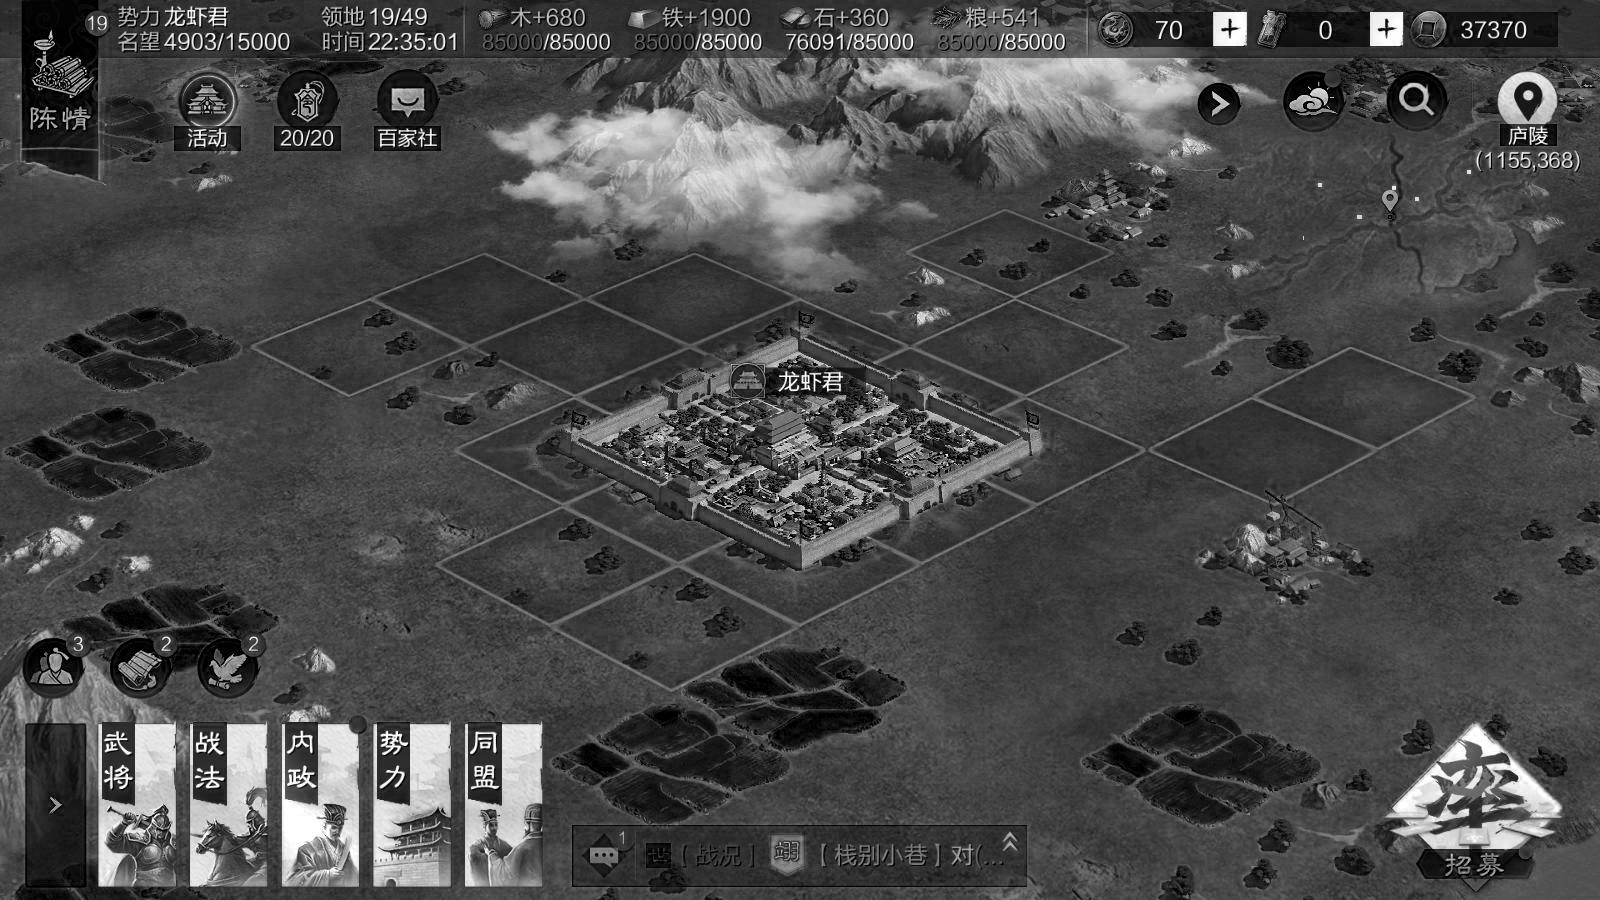 19
陈情
势力 龙虾君
名望 4903/15000
领地 19/49
时间 22:35:01
木+680
85000/85000
铁+1900
85000/85000
石+360
76091/85000
粮+541
85000/85000
70
0
37370
活动
20/20
百家社
庐陵
(1155,368)
龙虾君
3
2
2
武将
战法
内政
势力
同盟
1
【战况】
【栈别小巷】对(...
率
招募